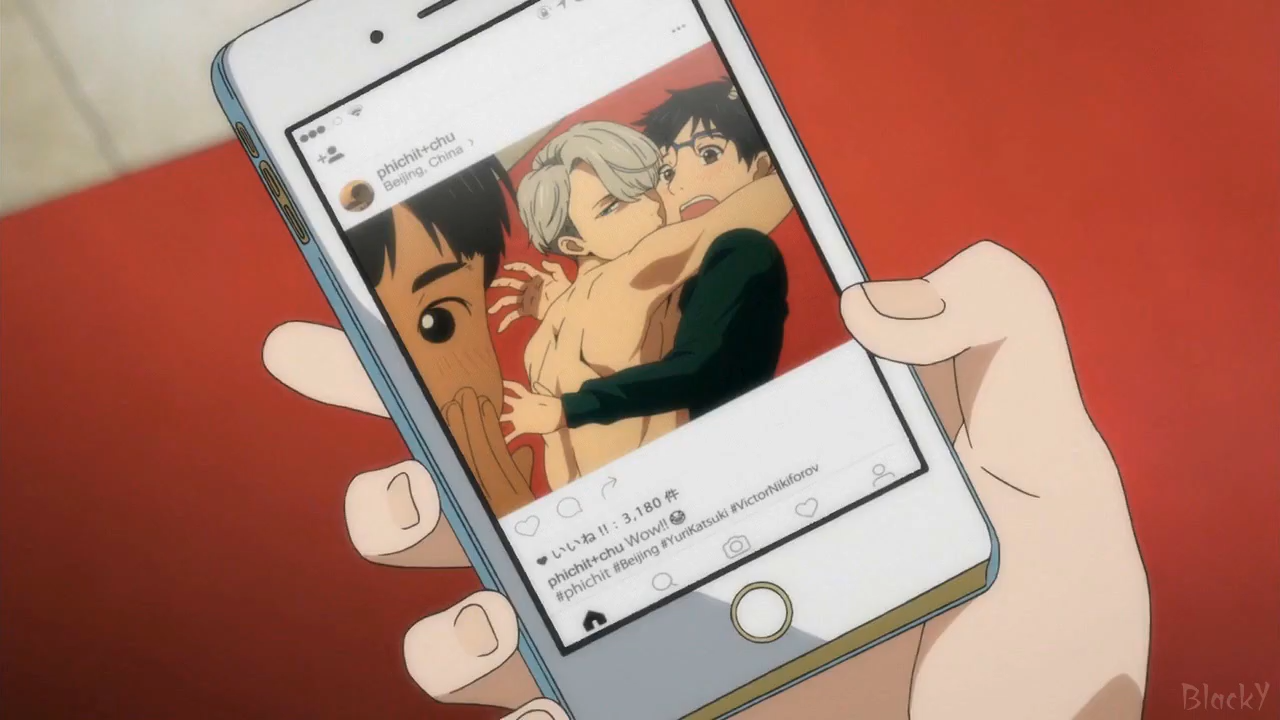 phichit+chu
Beijing, China
いいね!! : 3,180 件
phichit+chu Wow!!
#phichit #Beijing #YuriKatsuki #VictorNikiforov
BlackY